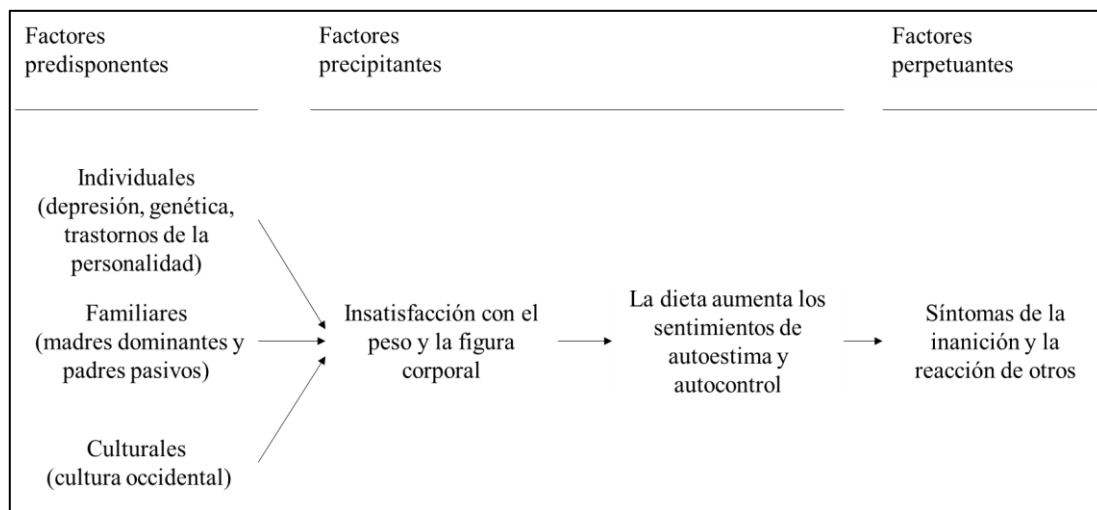 Factores
predisponentes
Factores
precipitantes
Factores
perpetuantes
Individuales
(depresión, genética,
trastornos de la
personalidad)
Familiares
(madres dominantes y
padres pasivos)
Culturales
(cultura occidental)
Insatisfacción con el
peso y la figura
corporal
La dieta aumenta los
sentimientos de
autoestima y
autocontrol
Síntomas de la
inanición y la
reacción de otros